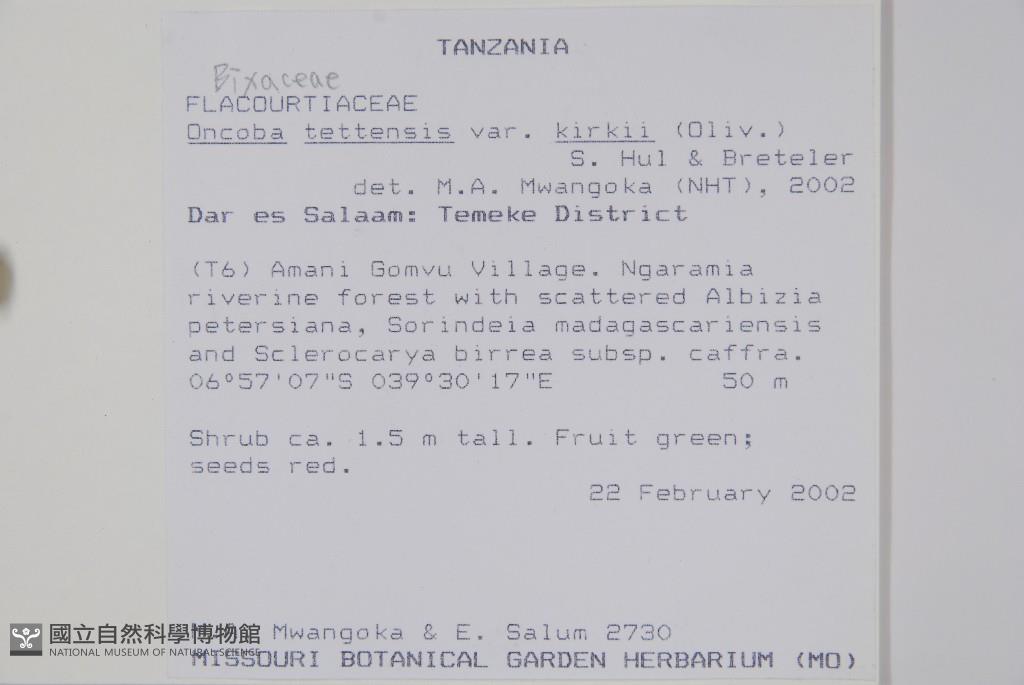 TANZANIA
Bixaceae
FLACOURTIACEAE
Oncoba tettensis var. kirkii (Oliv.)
S. Hul & Breteler
det. M.A. Mwangoka (NHT), 2002
Dar es Salaam: Temeke District
(T6) Amani Gomvu Village. Ngaramia
riverine forest with scattered Albizia
petersiana, Sorindeia madagascariensis
and Sclerocarya birrea subsp. caffra.
06°57'07"S 039°30'17"E 50 m
Shrub ca. 1.5 m tall. Fruit green;
seeds red.
22 February 2002
Mwangoka & E. Salum 2730
MISSOURI BOTANICAL GARDEN HERBARIUM (MO)
國立自然科學博物館
NATIONAL MUSEUM OF NATURAL SCIENCE